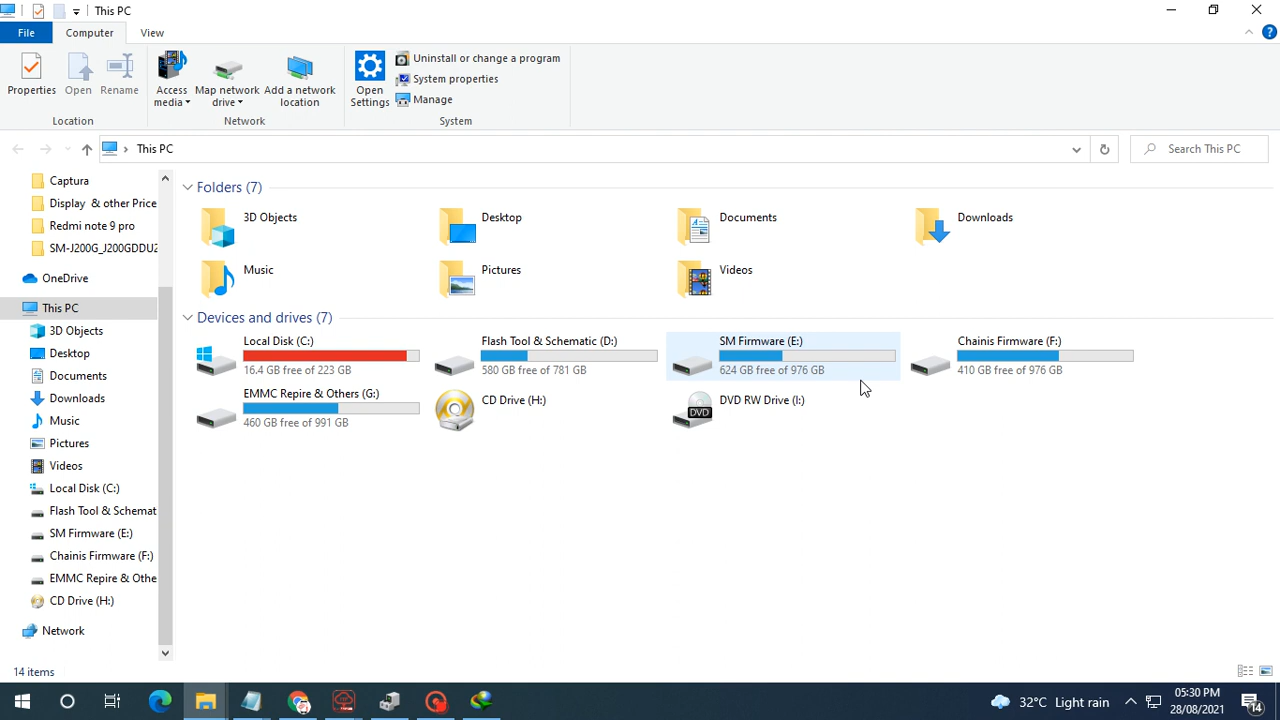 This PC
File
Computer
View
Properties
Open
Rename
Access media
Map network drive
Add a network location
Open Settings
Uninstall or change a program
System properties
Manage
Location
Network
System
This PC
Search This PC
Captura
Display & other Price
Redmi note 9 pro
SM-J200G_J200GDDU2
OneDrive
This PC
3D Objects
Desktop
Documents
Downloads
Music
Pictures
Videos
Local Disk (C:)
Flash Tool & Schemat
SM Firmware (E:)
Chainis Firmware (F:)
EMMC Repire & Othe
CD Drive (H:)
Network
Folders (7)
3D Objects
Desktop
Documents
Downloads
Music
Pictures
Videos
Devices and drives (7)
Local Disk (C:)
16.4 GB free of 223 GB
Flash Tool & Schematic (D:)
580 GB free of 781 GB
SM Firmware (E:)
624 GB free of 976 GB
Chainis Firmware (F:)
410 GB free of 976 GB
EMMC Repire & Others (G:)
460 GB free of 991 GB
CD Drive (H:)
DVD
DVD RW Drive (I:)
14 items
32°C Light rain
05:30 PM
28/08/2021
14